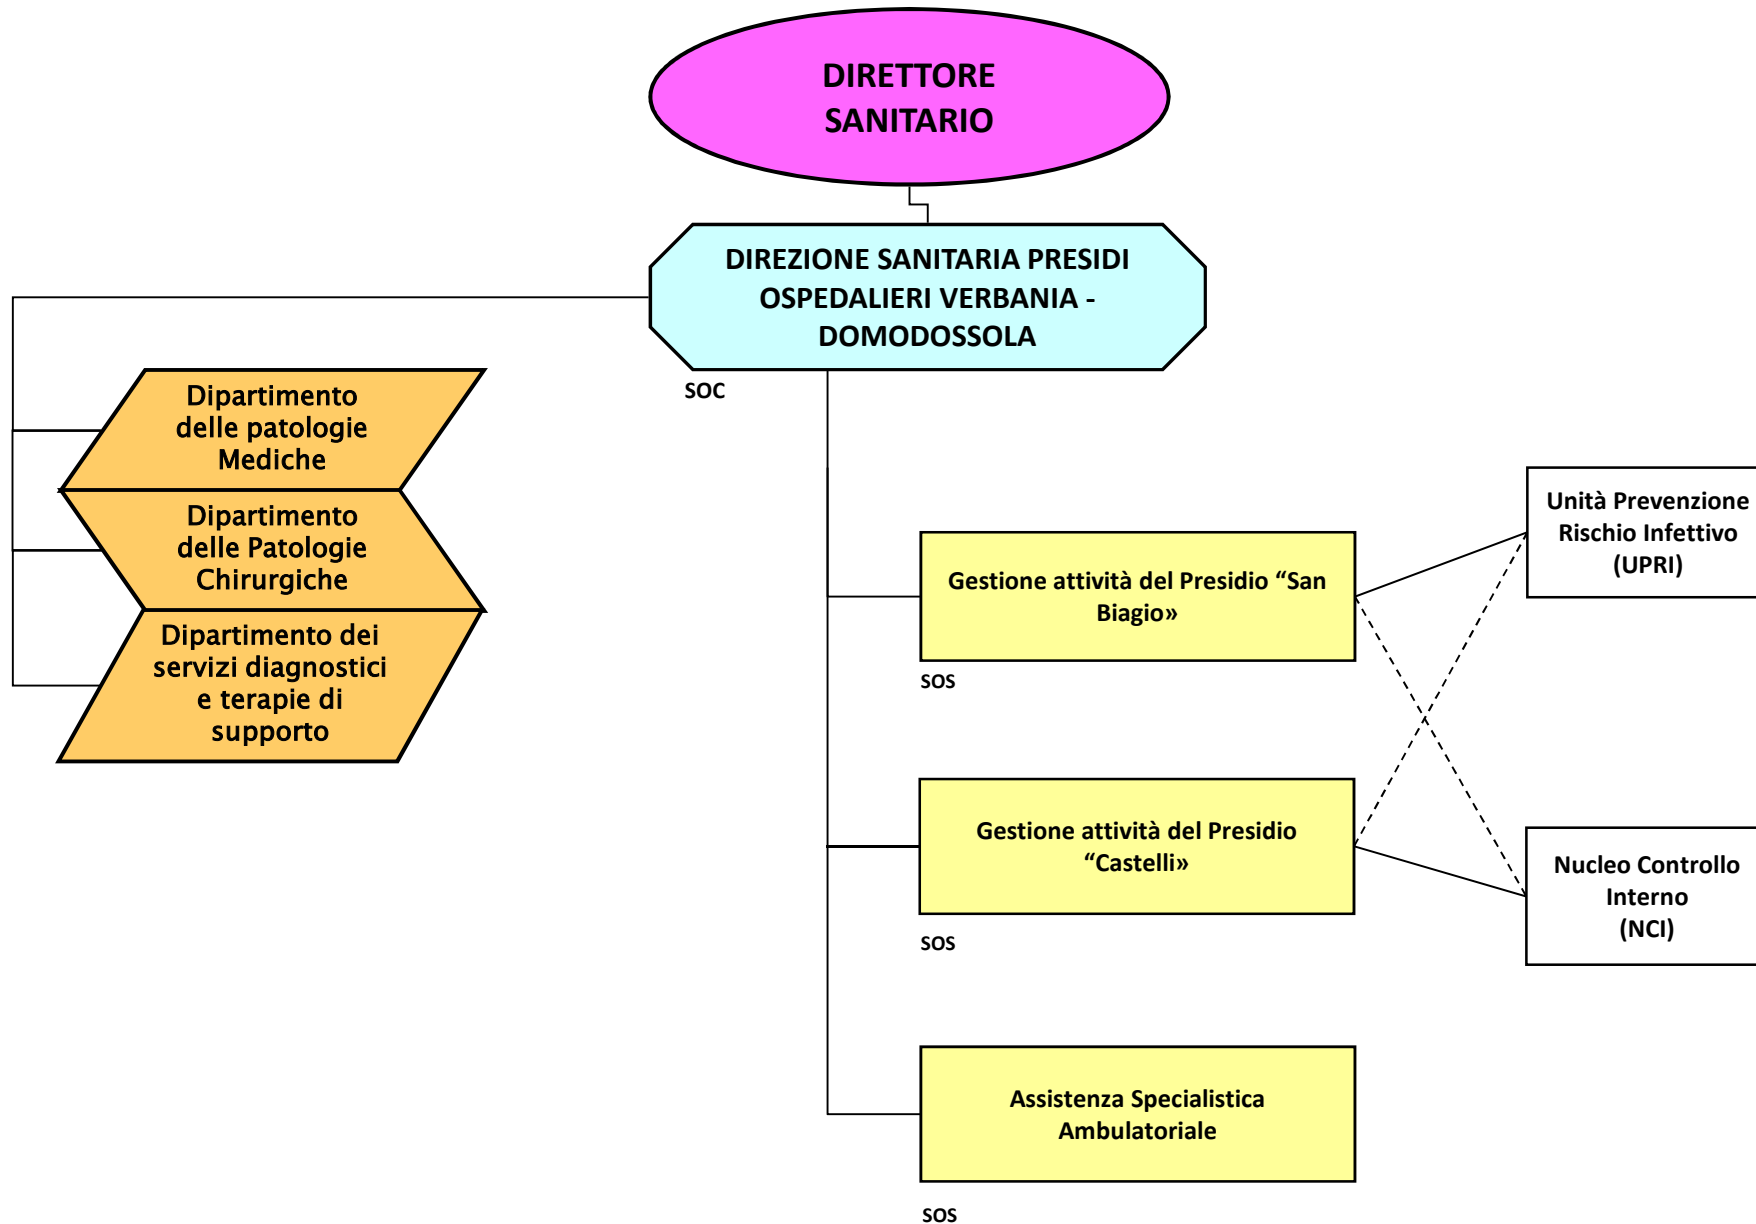 DIRETTORE
SANITARIO
DIREZIONE SANITARIA PRESIDI
OSPEDALIERI VERBANIA -
DOMODOSSOLA
SOC
Dipartimento
delle patologie
Mediche
Dipartimento
delle Patologie
Chirurgiche
Dipartimento dei
servizi diagnostici
e terapie di
supporto
Gestione attività del Presidio “San
Biagio»
SOS
Gestione attività del Presidio
“Castelli»
SOS
Assistenza Specialistica
Ambulatoriale
SOS
Unità Prevenzione
Rischio Infettivo
(UPRI)
Nucleo Controllo
Interno
(NCI)